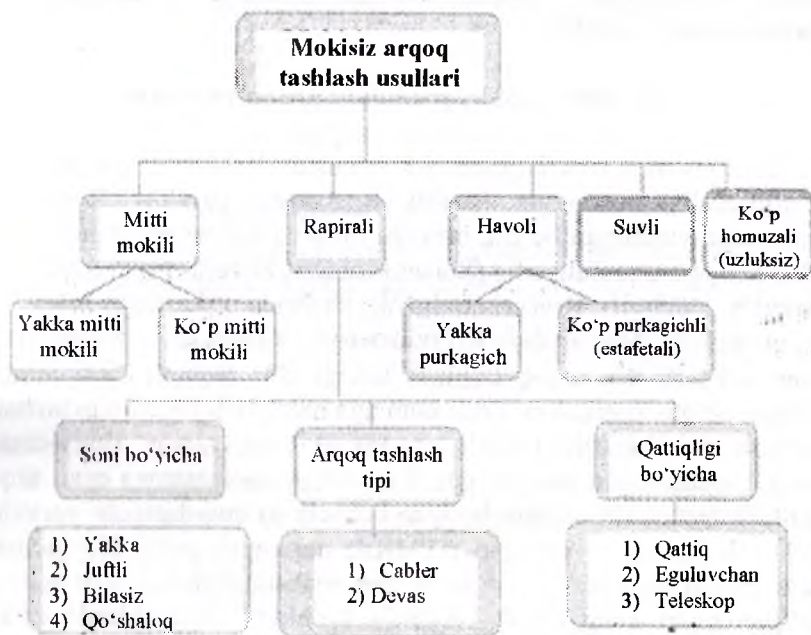 Mokisiz arqoq
tashlash usullari
Mitti
mokili
Rapirali
Havoli
Suvli
Ko‘p
homuzali
(uzluksiz)
Yakka mitti
mokili
Ko‘p mitti
mokili
Yakka
purkagich
Ko‘p purkagichli
(estafetali)
Soni bo‘yicha
Arqoq tashlash
tipi
Qattiqligi
bo‘yicha
1) Yakka
2) Juftli
3) Bilasiz
4) Qo‘shaloq
1) Cabler
2) Devas
1) Qattiq
2) Eguluvchan
3) Teleskop